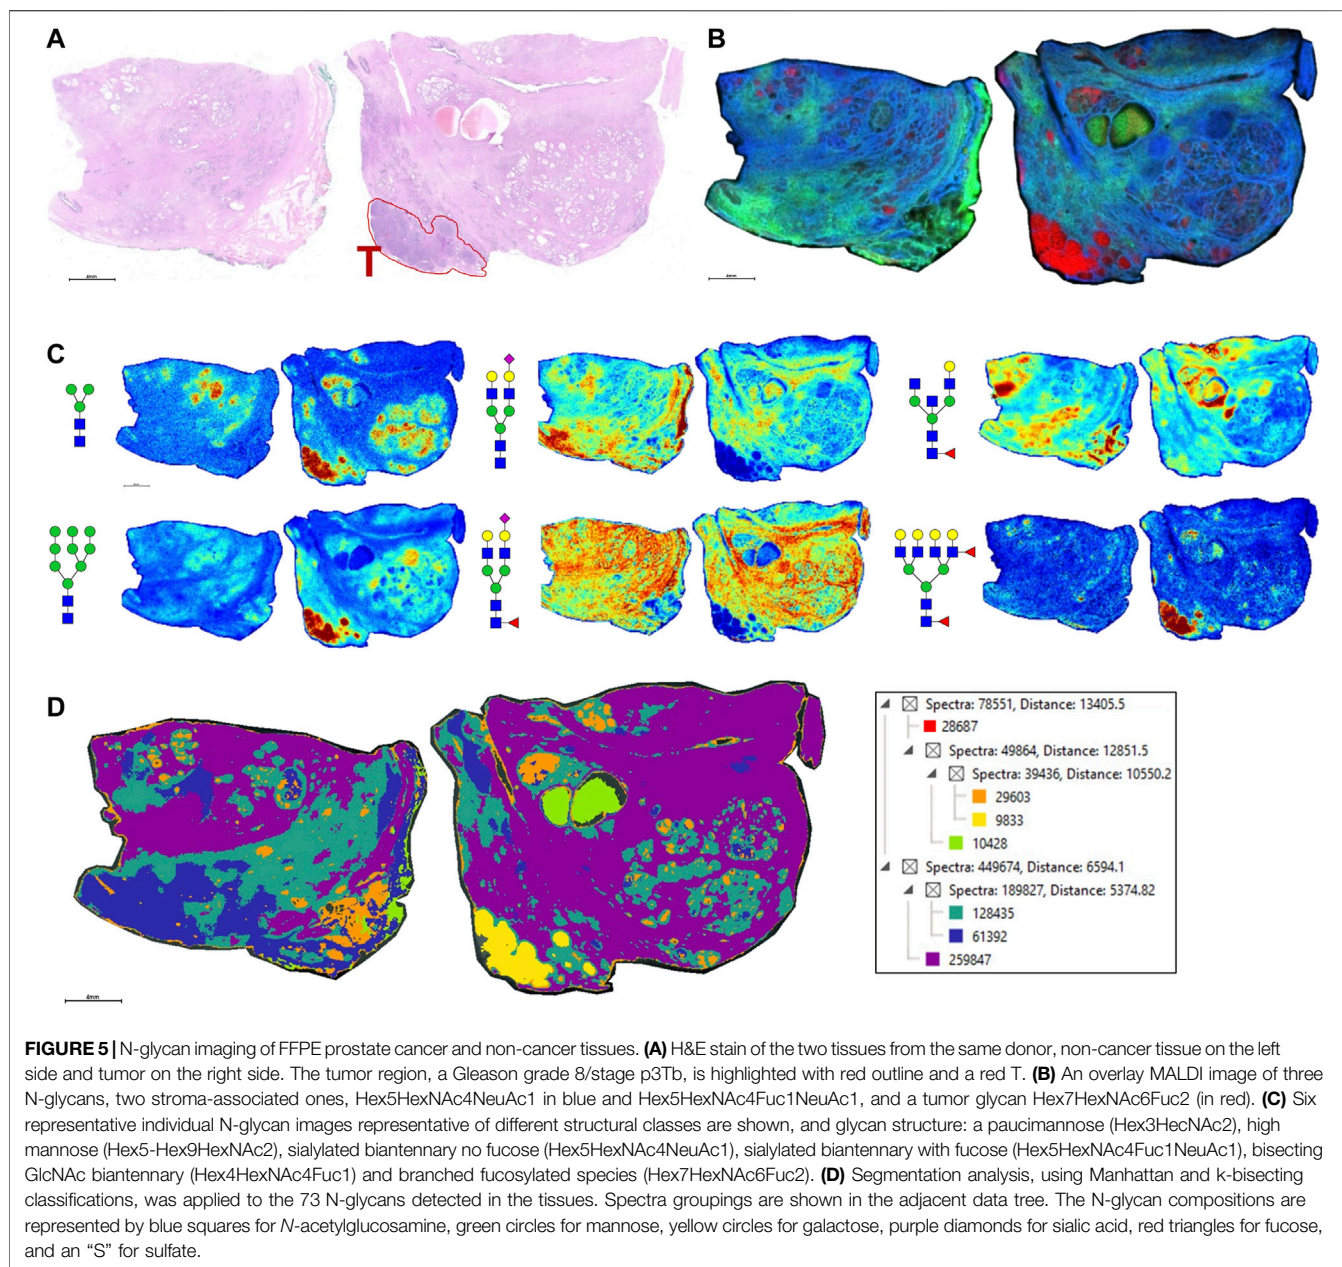 A
B
T
4mm
4mm
C
D
4mm
Spectra: 78551, Distance: 13405.5
28687
Spectra: 49864, Distance: 12851.5
Spectra: 39436, Distance: 10550.2
29603
9833
10428
Spectra: 449674, Distance: 6594.1
Spectra: 189827, Distance: 5374.82
128435
61392
259847
FIGURE 5 | N-glycan imaging of FFPE prostate cancer and non-cancer tissues. (A) H&E stain of the two tissues from the same donor, non-cancer tissue on the left
side and tumor on the right side. The tumor region, a Gleason grade 8/stage p3Tb, is highlighted with red outline and a red T. (B) An overlay MALDI image of three
N-glycans, two stroma-associated ones, Hex5HexNAc4NeuAc1 in blue and Hex5HexNAc4Fuc1NeuAc1, and a tumor glycan Hex7HexNAc6Fuc2 (in red). (C) Six
representative individual N-glycan images representative of different structural classes are shown, and glycan structure: a paucimannose (Hex3HecNAc2), high
mannose (Hex5-Hex9HexNAc2), sialylated biantennary no fucose (Hex5HexNAc4NeuAc1), sialylated biantennary with fucose (Hex5HexNAc4Fuc1NeuAc1), bisecting
GlcNAc biantennary (Hex4HexNAc4Fuc1) and branched fucosylated species (Hex7HexNAc6Fuc2). (D) Segmentation analysis, using Manhattan and k-bisecting
classifications, was applied to the 73 N-glycans detected in the tissues. Spectra groupings are shown in the adjacent data tree. The N-glycan compositions are
represented by blue squares for N-acetylglucosamine, green circles for mannose, yellow circles for galactose, purple diamonds for sialic acid, red triangles for fucose,
and an “S” for sulfate.